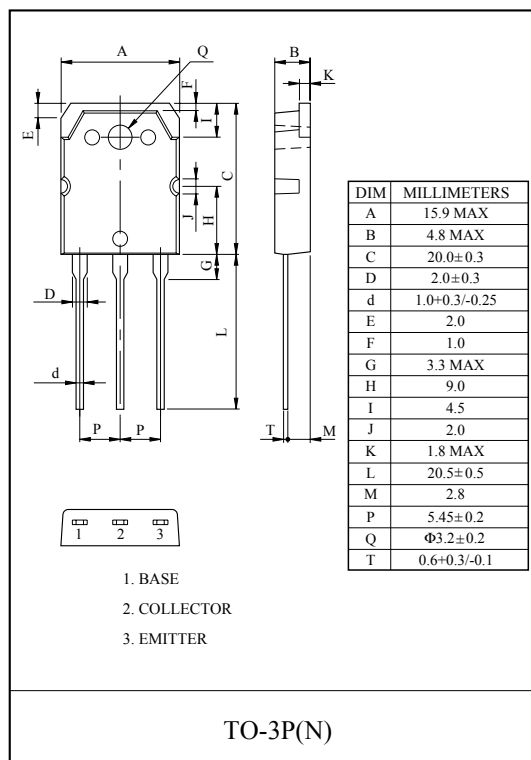 A
Q
B
K
F
I
E
C
J
H
G
D
L
d
P P
T M
DIM MILLIMETERS
A 15.9 MAX
B 4.8 MAX
C 20.0±0.3
D 2.0±0.3
d 1.0+0.3/-0.25
E 2.0
F 1.0
G 3.3 MAX
H 9.0
I 4.5
J 2.0
K 1.8 MAX
L 20.5±0.5
M 2.8
P 5.45±0.2
Q Φ3.2±0.2
T 0.6+0.3/-0.1
1 2 3
1. BASE
2. COLLECTOR
3. EMITTER
TO-3P(N)